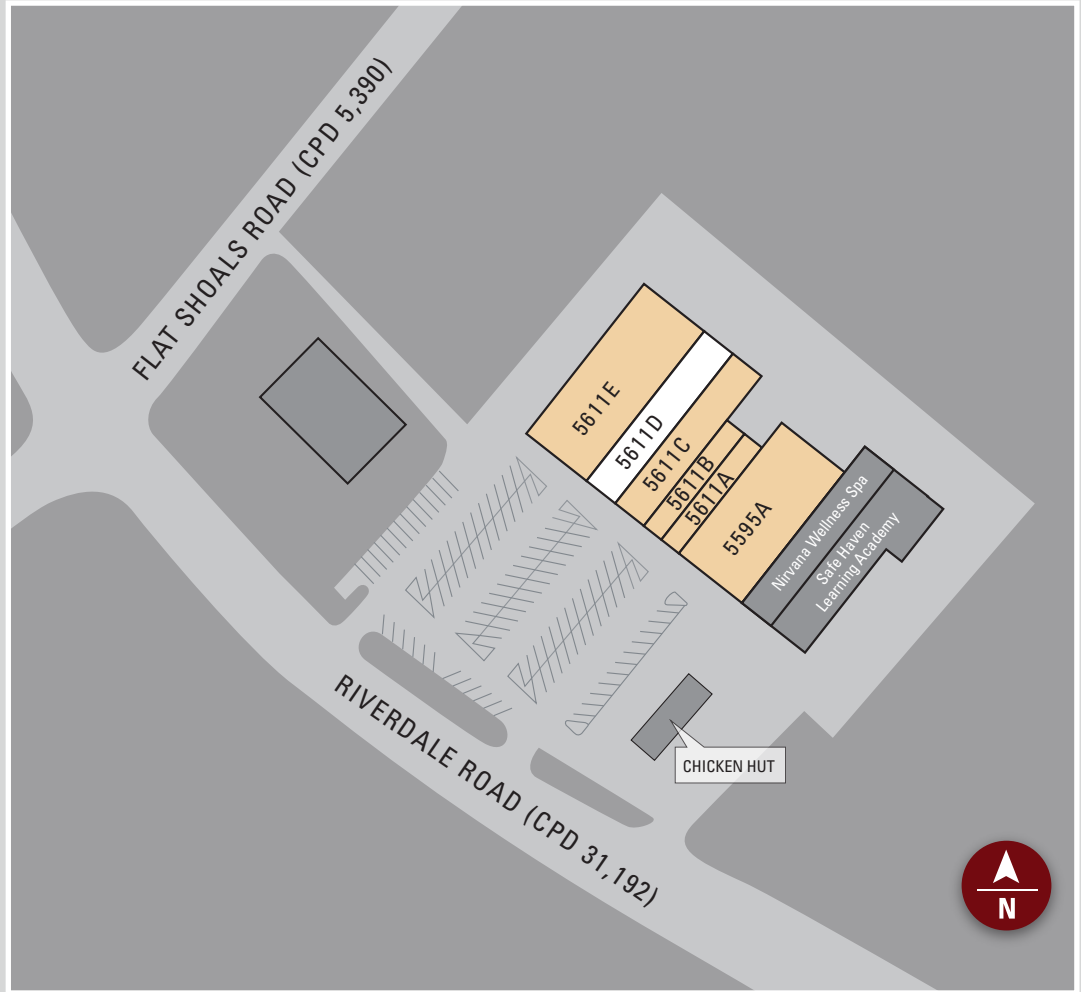 FLAT SHOALS ROAD (CPD 5,390)
5611E
5611D
5611C
5611B
5611A
5595A
Nirvana Wellness Spa
Safe Haven
Learning Academy
CHICKEN HUT
RIVERDALE ROAD (CPD 31,192)
N